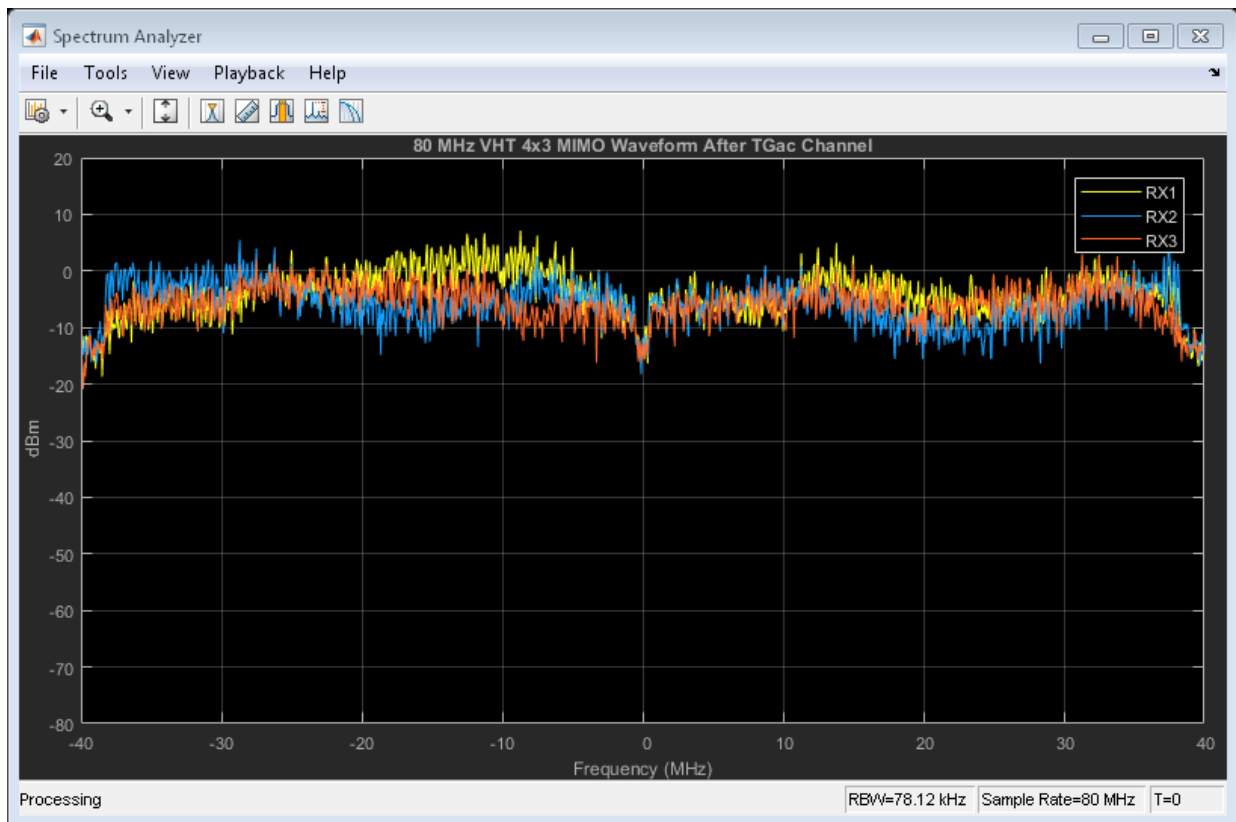 Spectrum Analyzer
File Tools View Playback Help
80 MHz VHT 4x3 MIMO Waveform After TGac Channel
20
10
0
-10
-20
-30
-40
-50
-60
-70
-80
dBm
RX1
RX2
RX3
-40 -30 -20 -10 0 10 20 30 40
Frequency (MHz)
Processing RBW=78.12 kHz Sample Rate=80 MHz T=0